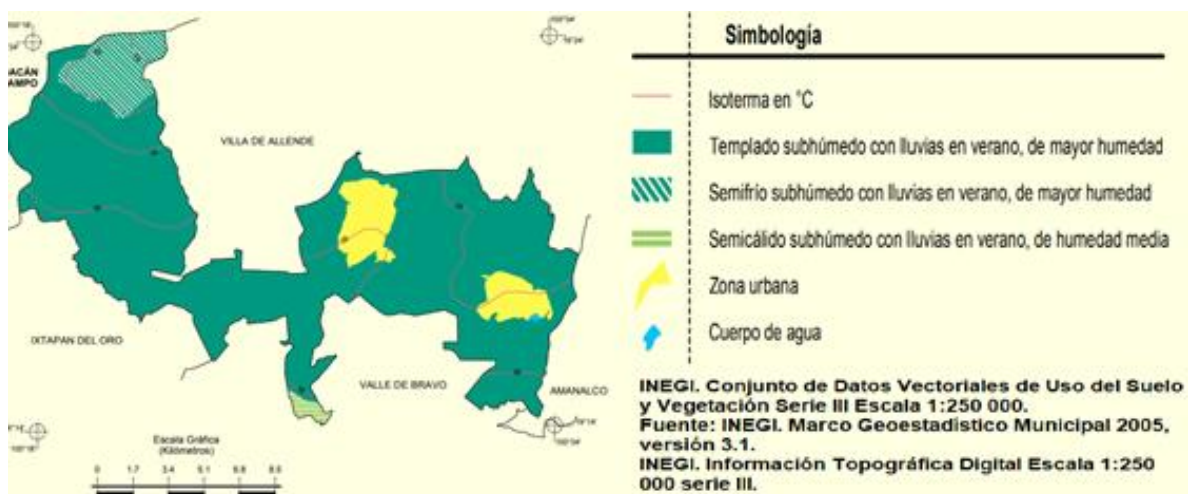 VILLA DE ALLENDE
IXTAPAN DEL ORO
VALLE DE BRAVO
AMANALCO
Escala Gráfica
(Kilómetros)
0 1.7 3.4 5.1 6.8 8.5
Simbología
Isoterma en °C
Templado subhúmedo con lluvias en verano, de mayor humedad
Semifrío subhúmedo con lluvias en verano, de mayor humedad
Semicálido subhúmedo con lluvias en verano, de humedad media
Zona urbana
Cuerpo de agua
INEGI. Conjunto de Datos Vectoriales de Uso del Suelo
y Vegetación Serie III Escala 1:250 000.
Fuente: INEGI. Marco Geoestadístico Municipal 2005,
versión 3.1.
INEGI. Información Topográfica Digital Escala 1:250
000 serie III.